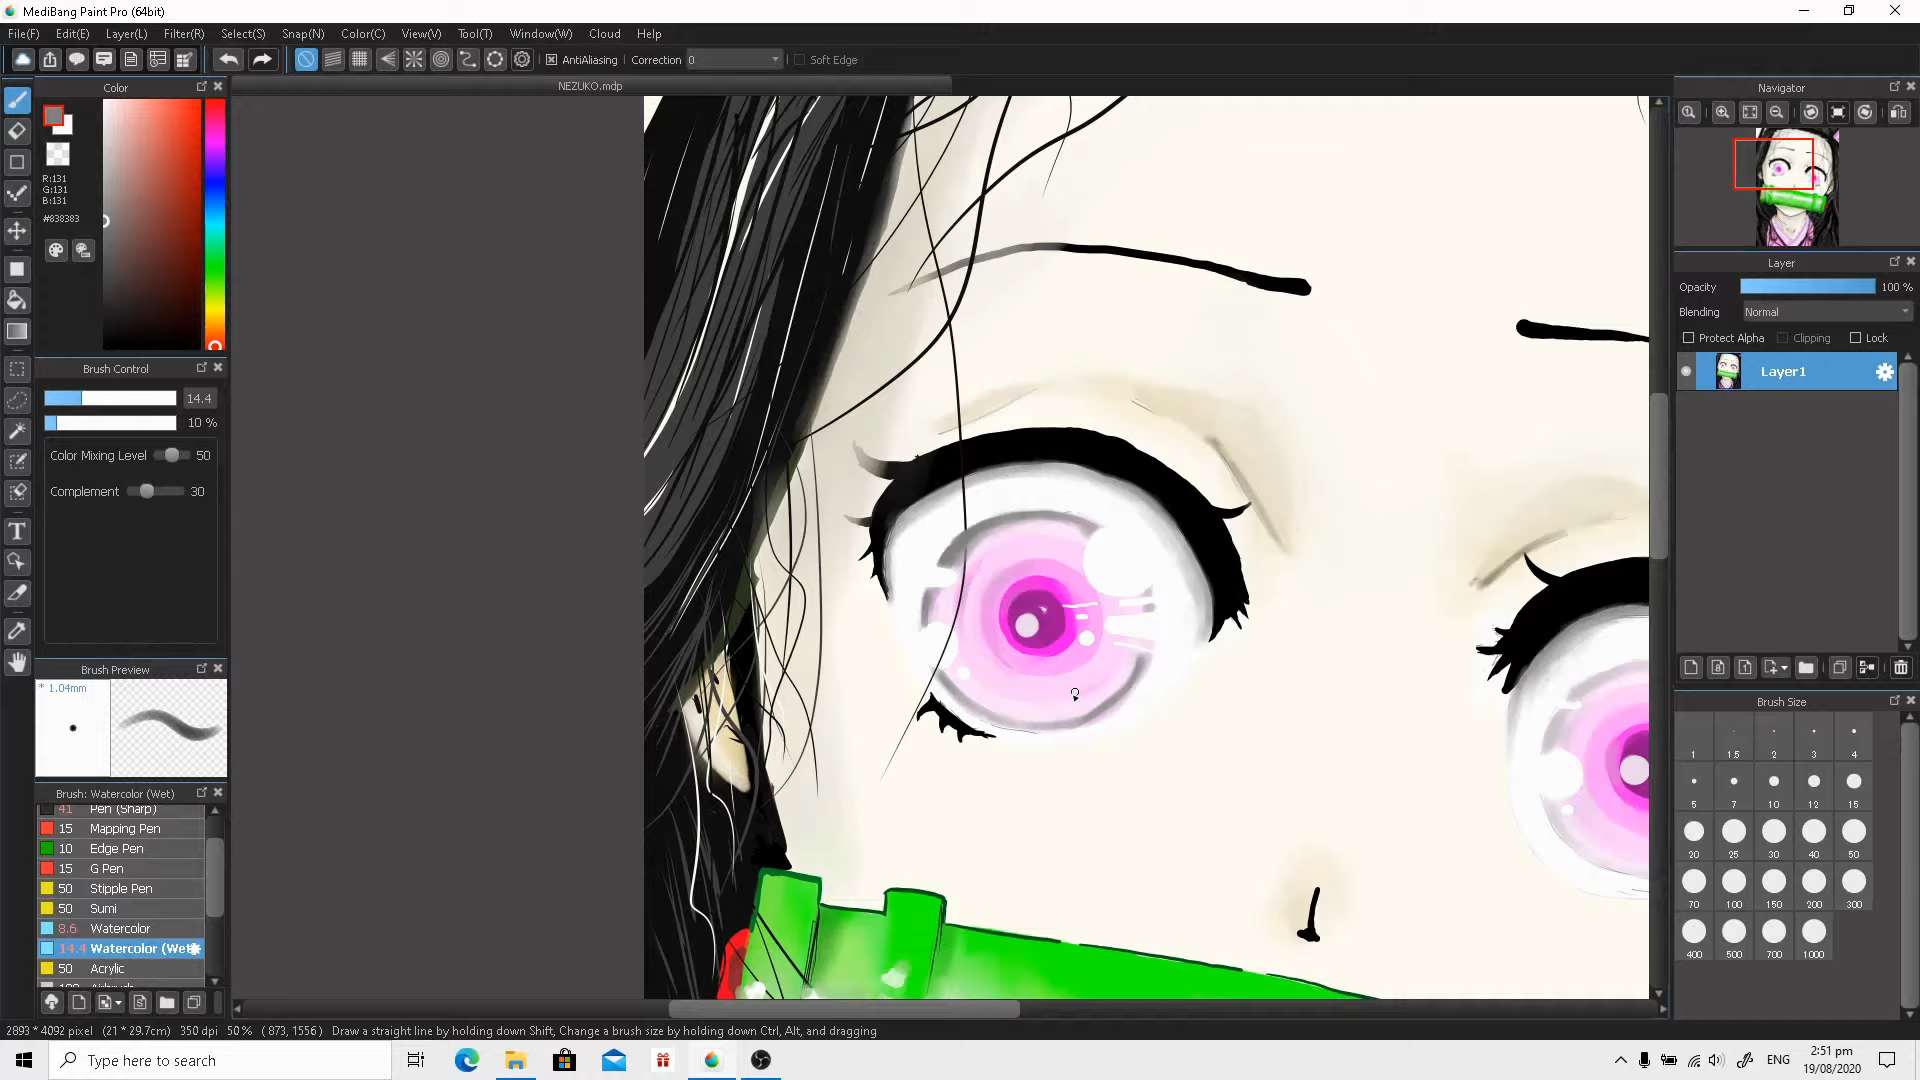 MediBang Paint Pro (64bit)
File(F) Edit(E) Layer(L) Filter(R) Select(S) Snap(N) Color(C) View(V) Tool(T) Window(W) Cloud Help
AntiAliasing Correction 0 Soft Edge
Color
NEZUKO.mdp
Navigator
R:131
G:131
B:131
#838383
Layer
Opacity 100 %
Blending Normal
Protect Alpha Clipping Lock
Layer1
Brush Control
14.4
10 %
Color Mixing Level 50
Complement 30
Brush Preview
* 1.04mm
Brush: Watercolor (Wet)
41 Pen (Sharp)
15 Mapping Pen
10 Edge Pen
15 G Pen
50 Stipple Pen
50 Sumi
8.6 Watercolor
14.4 Watercolor (Wet
50 Acrylic
Brush Size
1 1.5 2 3 4
5 7 10 12 15
20 25 30 40 50
70 100 150 200 300
400 500 700 1000
2893 * 4092 pixel (21 * 29.7cm) 350 dpi 50 % ( 873, 1556 ) Draw a straight line by holding down Shift, Change a brush size by holding down Ctrl, Alt, and dragging
Type here to search
ENG
2:51 pm
19/08/2020